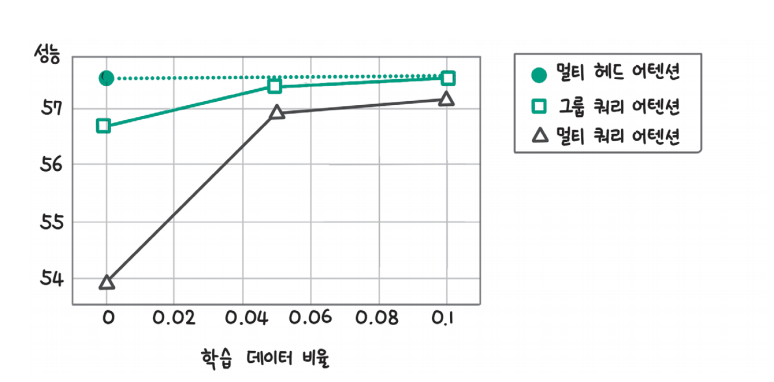 성능
57
56
55
54
0 0.02 0.04 0.06 0.08 0.1
학습 데이터 비율
멀티 헤드 어텐션
그룹 쿼리 어텐션
멀티 쿼리 어텐션